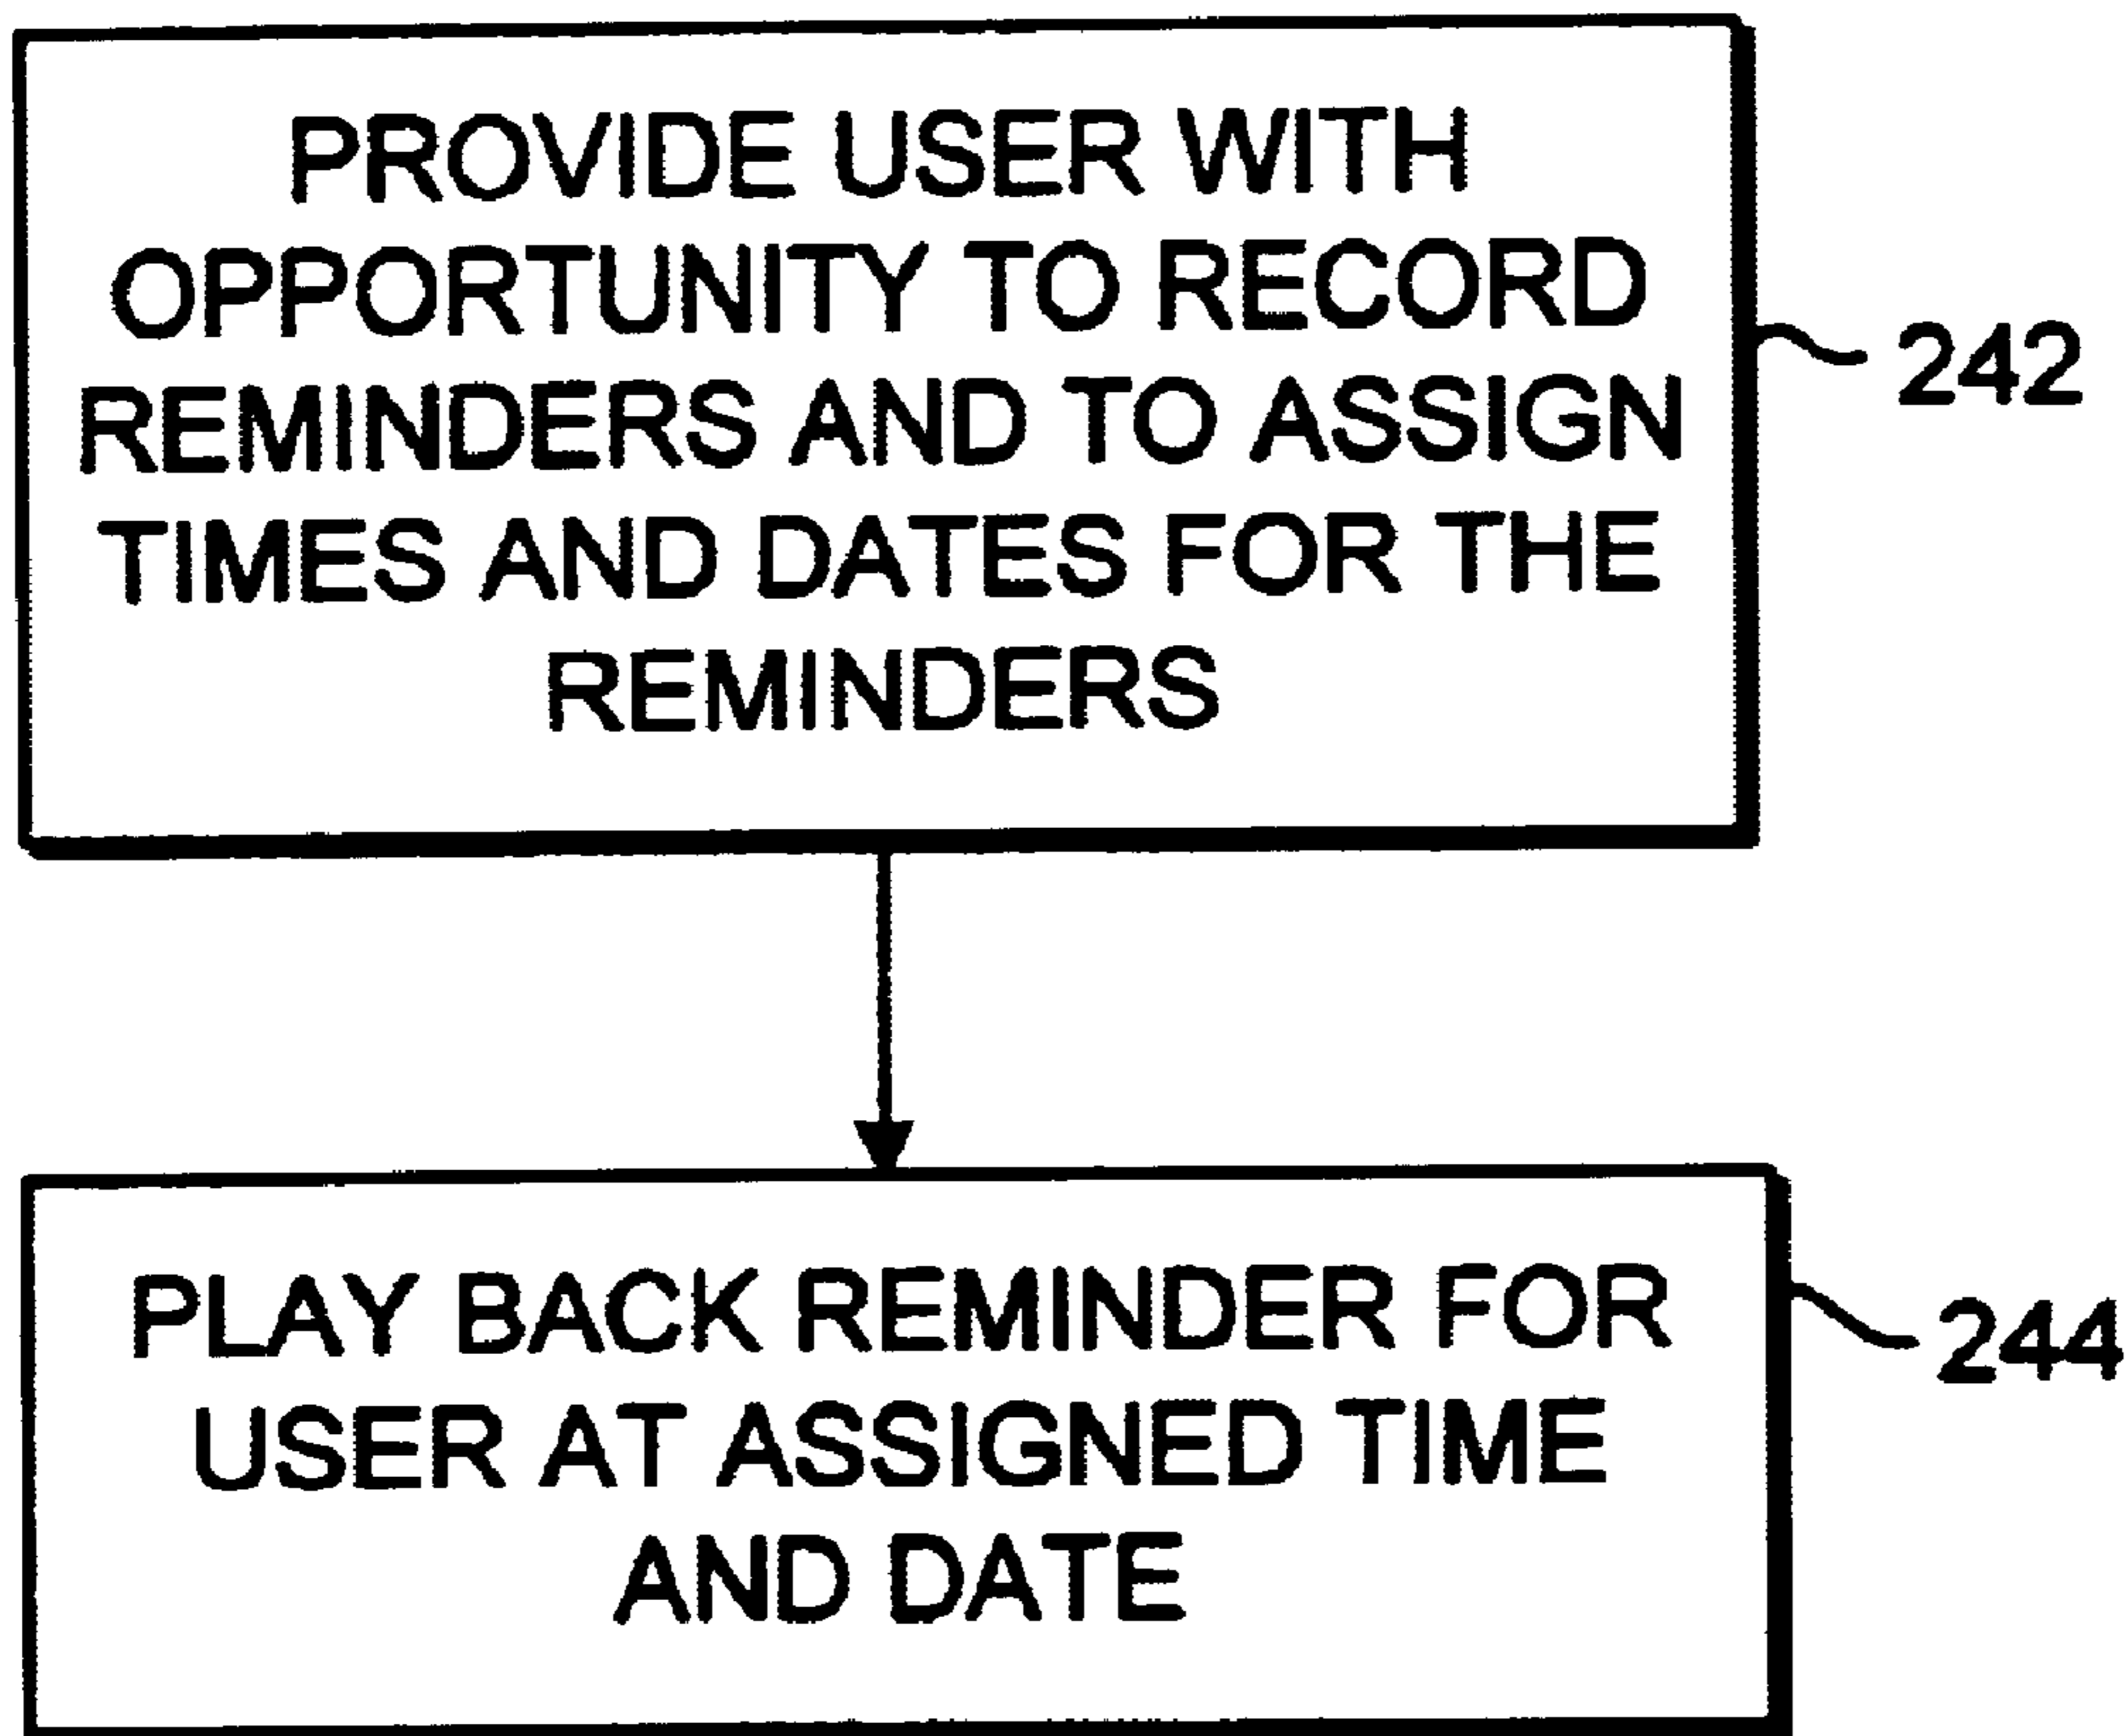 PROVIDE USER WITH
OPPORTUNITY TO RECORD
REMINDERS AND TO ASSIGN
TIMES AND DATES FOR THE
REMINDERS
242
PLAY BACK REMINDER FOR
USER AT ASSIGNED TIME
AND DATE
244